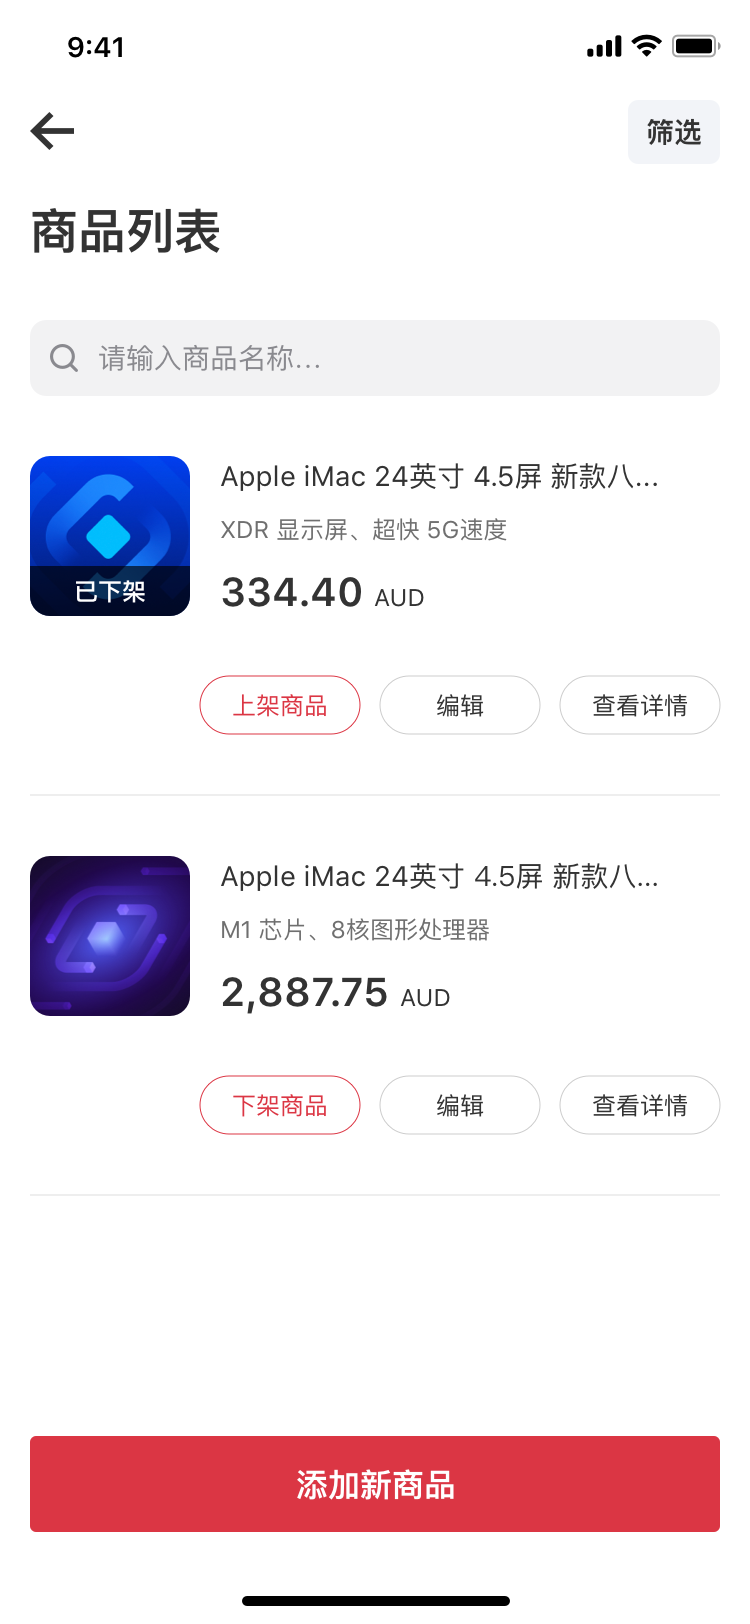 9:41
筛选
商品列表
请输入商品名称...
Apple iMac 24英寸 4.5屏 新款八...
XDR 显示屏、超快 5G速度
已下架
334.40 AUD
上架商品 编辑 查看详情
Apple iMac 24英寸 4.5屏 新款八...
M1 芯片、8核图形处理器
2,887.75 AUD
下架商品 编辑 查看详情
添加新商品